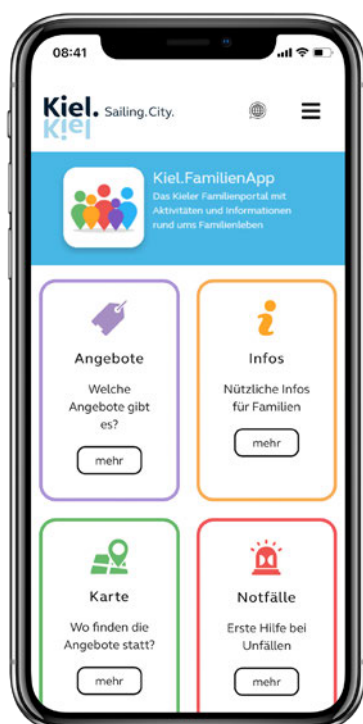 08:41
Kiel. Sailing.City.
Kiel.FamilienApp
Das Kieler Familienportal mit
Aktivitäten und Informationen
rund ums Familienleben
Angebote
Welche
Angebote gibt
es?
mehr
Infos
Nützliche Infos
für Familien
mehr
Karte
Wo finden die
Angebote statt?
mehr
Notfälle
Erste Hilfe bei
Unfällen
mehr